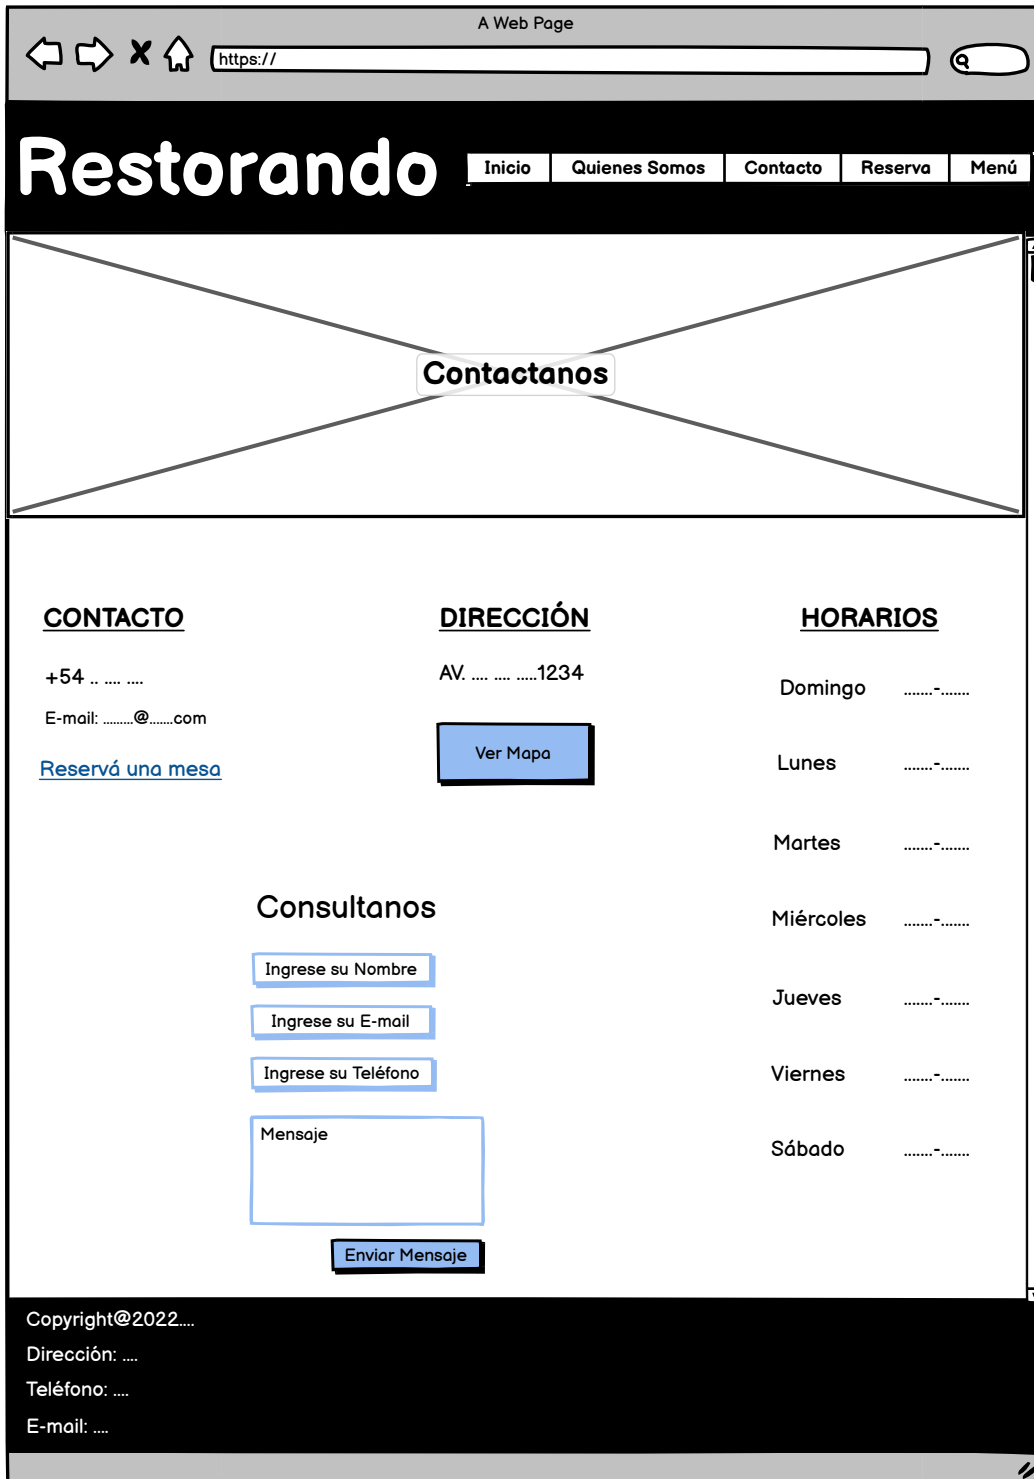 A Web Page
https://
Restorando
Inicio Quienes Somos Contacto Reserva Menú
Contactanos
CONTACTO
+54 .. .... ....
E-mail: .........@.......com
Reservá una mesa
DIRECCIÓN
AV. .... .... .....1234
Ver Mapa
HORARIOS
Domingo .......-.......
Lunes .......-.......
Martes .......-.......
Miércoles .......-.......
Jueves .......-.......
Viernes .......-.......
Sábado .......-.......
Consultanos
Ingrese su Nombre
Ingrese su E-mail
Ingrese su Teléfono
Mensaje
Enviar Mensaje
Copyright@2022....
Dirección: ....
Teléfono: ....
E-mail: ....